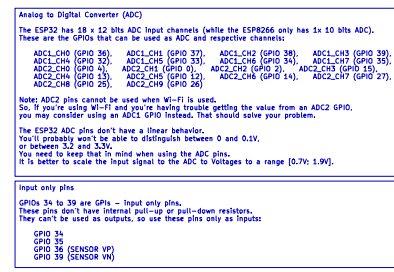 Analog to Digital Converter (ADC)
The ESP32 has 18 x 12 bits ADC input channels (while the ESP8266 only has 1x 10 bits ADC).
These are the GPIOs that can be used as ADC and respective channels:
ADC1_CH0 (GPIO 36), ADC1_CH1 (GPIO 37), ADC1_CH2 (GPIO 38), ADC1_CH3 (GPIO 39),
ADC1_CH4 (GPIO 32), ADC1_CH5 (GPIO 33), ADC1_CH6 (GPIO 34), ADC1_CH7 (GPIO 35),
ADC2_CH0 (GPIO 4), ADC2_CH1 (GPIO 0), ADC2_CH2 (GPIO 2), ADC2_CH3 (GPIO 15),
ADC2_CH4 (GPIO 13), ADC2_CH5 (GPIO 12), ADC2_CH6 (GPIO 14), ADC2_CH7 (GPIO 27),
ADC2_CH8 (GPIO 25), ADC2_CH9 (GPIO 26)
Note: ADC2 pins cannot be used when Wi-Fi is used.
So, if you're using Wi-Fi and you're having trouble getting the value from an ADC2 GPIO,
you may consider using an ADC1 GPIO instead. That should solve your problem.
The ESP32 ADC pins don't have a linear behavior.
You'll probably won't be able to distinguish between 0 and 0.1V,
or between 3.2 and 3.3V.
You need to keep that in mind when using the ADC pins.
It is better to scale the input signal to the ADC to Voltages to a range [0.7V; 1.9V].
Input only pins
GPIOs 34 to 39 are GPIs – input only pins.
These pins don't have internal pull-up or pull-down resistors.
They can't be used as outputs, so use these pins only as inputs:
GPIO 34
GPIO 35
GPIO 36 (SENSOR VP)
GPIO 39 (SENSOR VN)